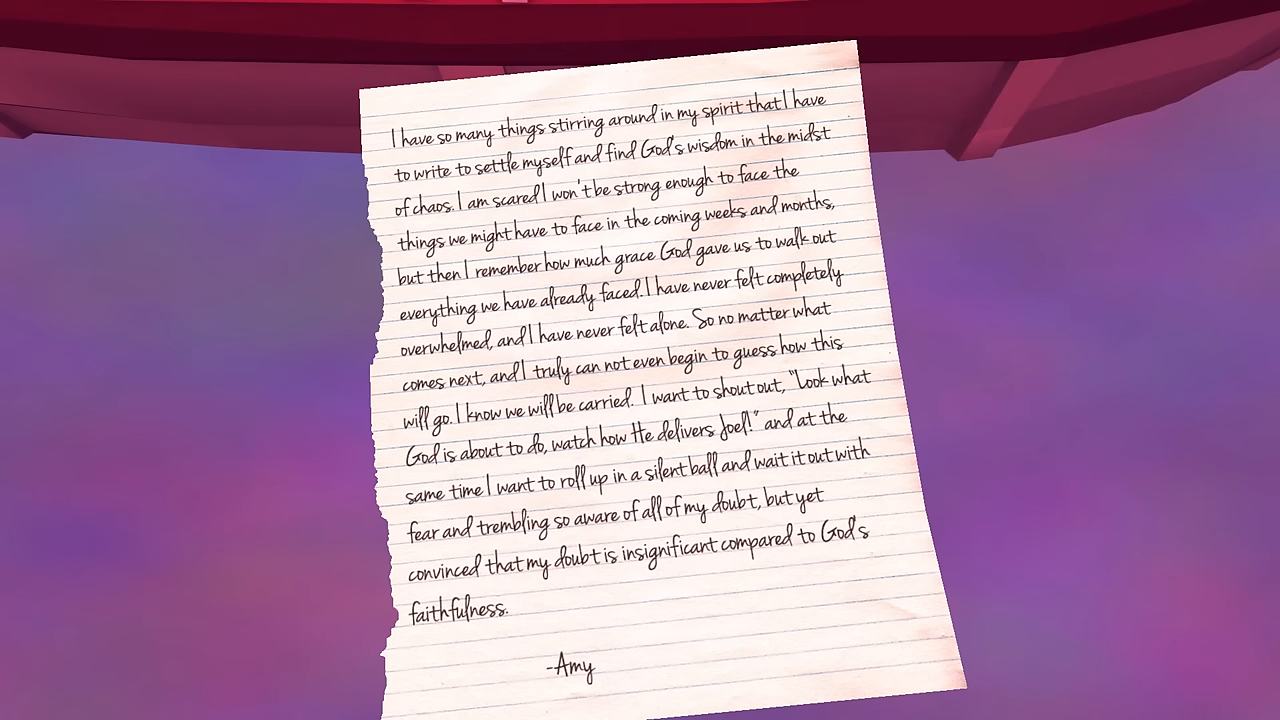 I have so many things stirring around in my spirit that I have
to write to settle myself and find God's wisdom in the midst
of chaos. I am scared I won't be strong enough to face the
things we might have to face in the coming weeks and months,
but then I remember how much grace God gave us to walk out
everything we have already faced. I have never felt completely
overwhelmed, and I have never felt alone. So no matter what
comes next, and I truly can not even begin to guess how this
will go. I know we will be carried. I want to shout out, "Look what
God is about to do, watch how He delivers Joel!" and at the
same time I want to roll up in a silent ball and wait it out with
fear and trembling so aware of all of my doubt, but yet
convinced that my doubt is insignificant compared to God's
faithfulness.
-Amy